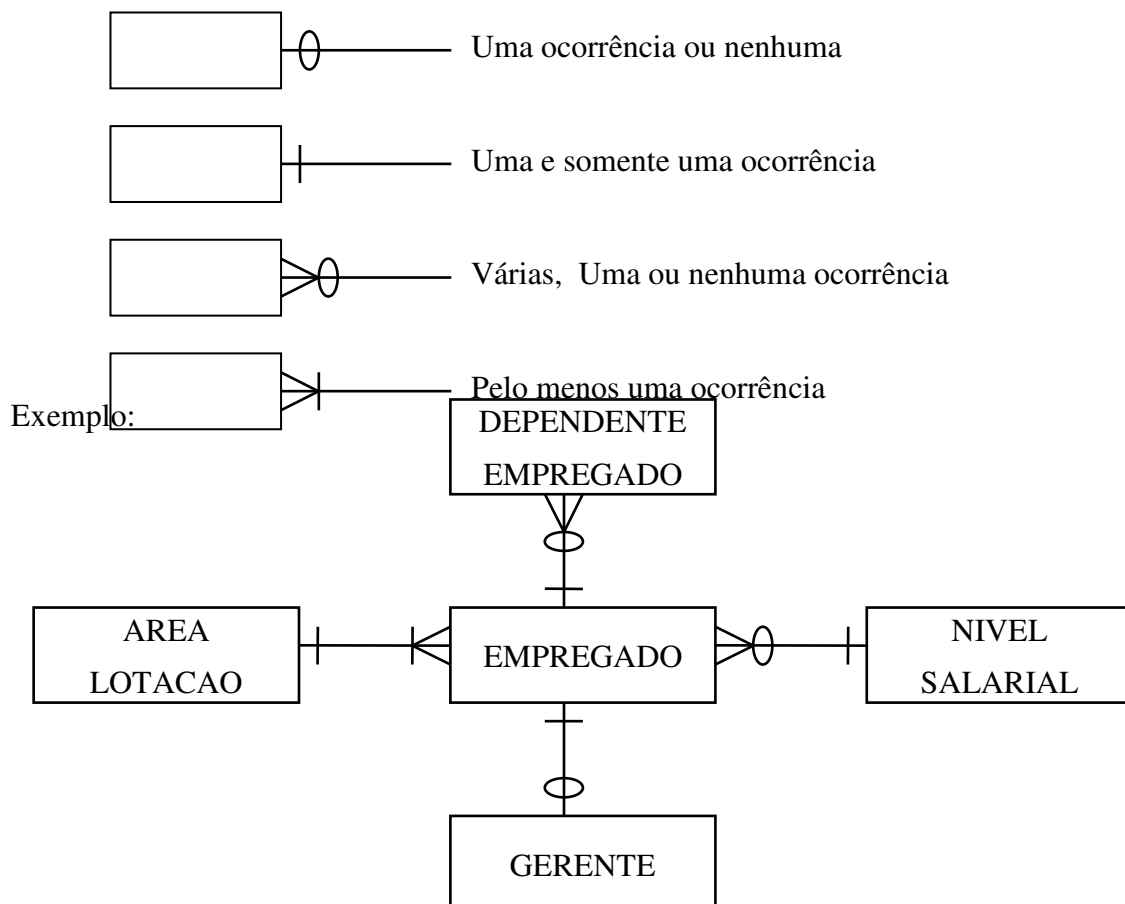 Uma ocorrência ou nenhuma
Uma e somente uma ocorrência
Várias, Uma ou nenhuma ocorrência
Pelo menos uma ocorrência
Exemplo:
DEPENDENTE
EMPREGADO
AREA
LOTACAO
EMPREGADO
NIVEL
SALARIAL
GERENTE